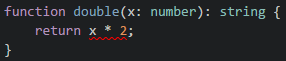 function double(x: number): string {
    return x * 2;
}